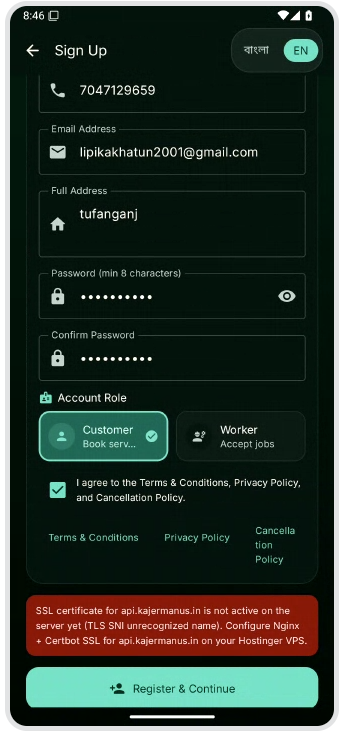 8:46
Sign Up
বাংলা
EN
7047129659
Email Address
lipikakhatun2001@gmail.com
Full Address
tufanganj
Password (min 8 characters)
••••••••••
Confirm Password
••••••••••
Account Role
Customer
Book serv...
Worker
Accept jobs
I agree to the Terms & Conditions, Privacy Policy,
and Cancellation Policy.
Terms & Conditions
Privacy Policy
Cancella
tion
Policy
SSL certificate for api.kajermanus.in is not active on the
server yet (TLS SNI unrecognized name). Configure Nginx
+ Certbot SSL for api.kajermanus.in on your Hostinger VPS.
Register & Continue